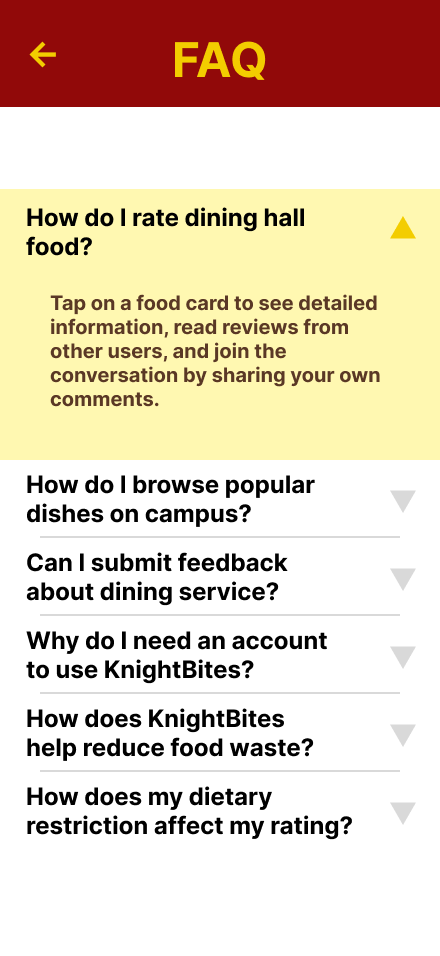 FAQ
How do I rate dining hall
food?
Tap on a food card to see detailed
information, read reviews from
other users, and join the
conversation by sharing your own
comments.
How do I browse popular
dishes on campus?
Can I submit feedback
about dining service?
Why do I need an account
to use KnightBites?
How does KnightBites
help reduce food waste?
How does my dietary
restriction affect my rating?